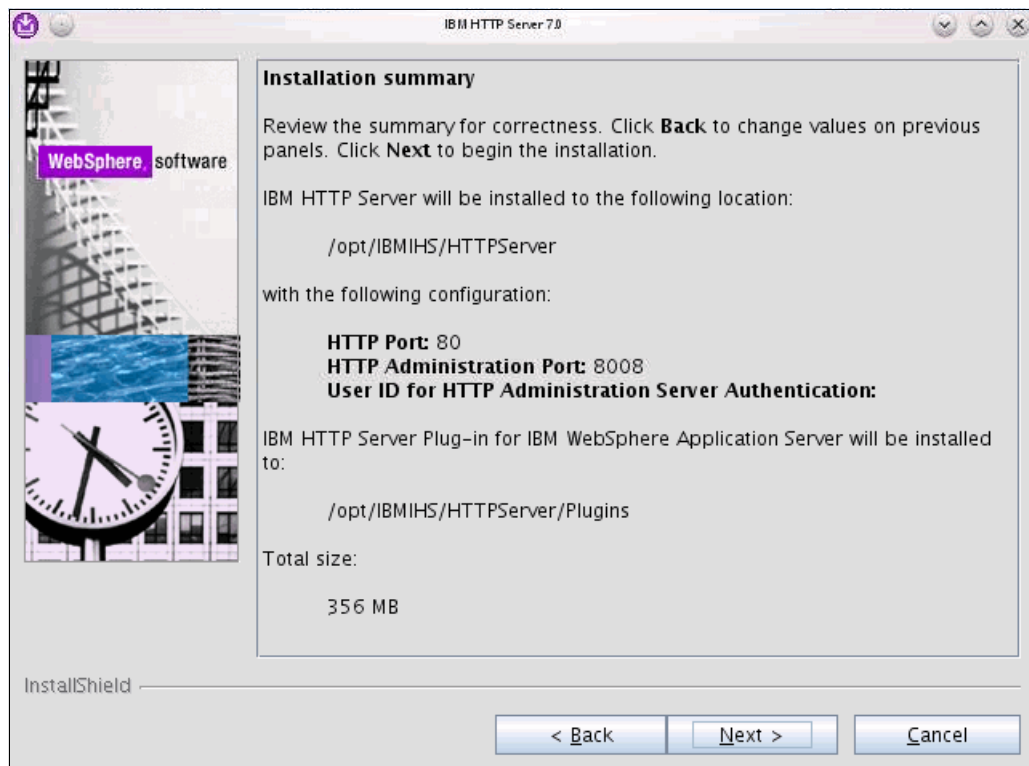 IBM HTTP Server 7.0
WebSphere. software
Installation summary
Review the summary for correctness. Click Back to change values on previous
panels. Click Next to begin the installation.
IBM HTTP Server will be installed to the following location:
/opt/IBMIHS/HTTPServer
with the following configuration:
HTTP Port: 80
HTTP Administration Port: 8008
User ID for HTTP Administration Server Authentication:
IBM HTTP Server Plug-in for IBM WebSphere Application Server will be installed
to:
/opt/IBMIHS/HTTPServer/Plugins
Total size:
356 MB
InstallShield
< Back
Next >
Cancel